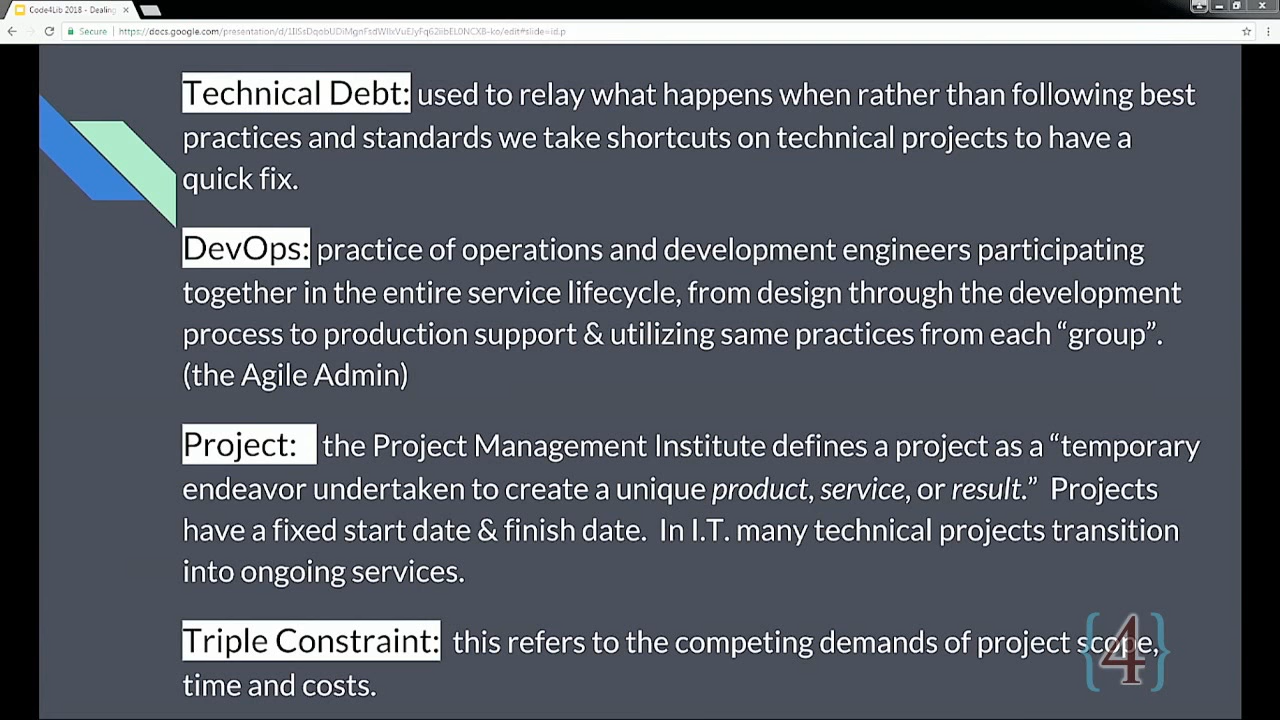 Code4Lib 2018 - Dealing
Secure
Technical Debt: used to relay what happens when rather than following best
practices and standards we take shortcuts on technical projects to have a
quick fix.
DevOps: practice of operations and development engineers participating
together in the entire service lifecycle, from design through the development
process to production support & utilizing same practices from each “group”.
(the Agile Admin)
Project: the Project Management Institute defines a project as a “temporary
endeavor undertaken to create a unique product, service, or result.” Projects
have a fixed start date & finish date. In I.T. many technical projects transition
into ongoing services.
Triple Constraint: this refers to the competing demands of project scope,
time and costs.
{4}